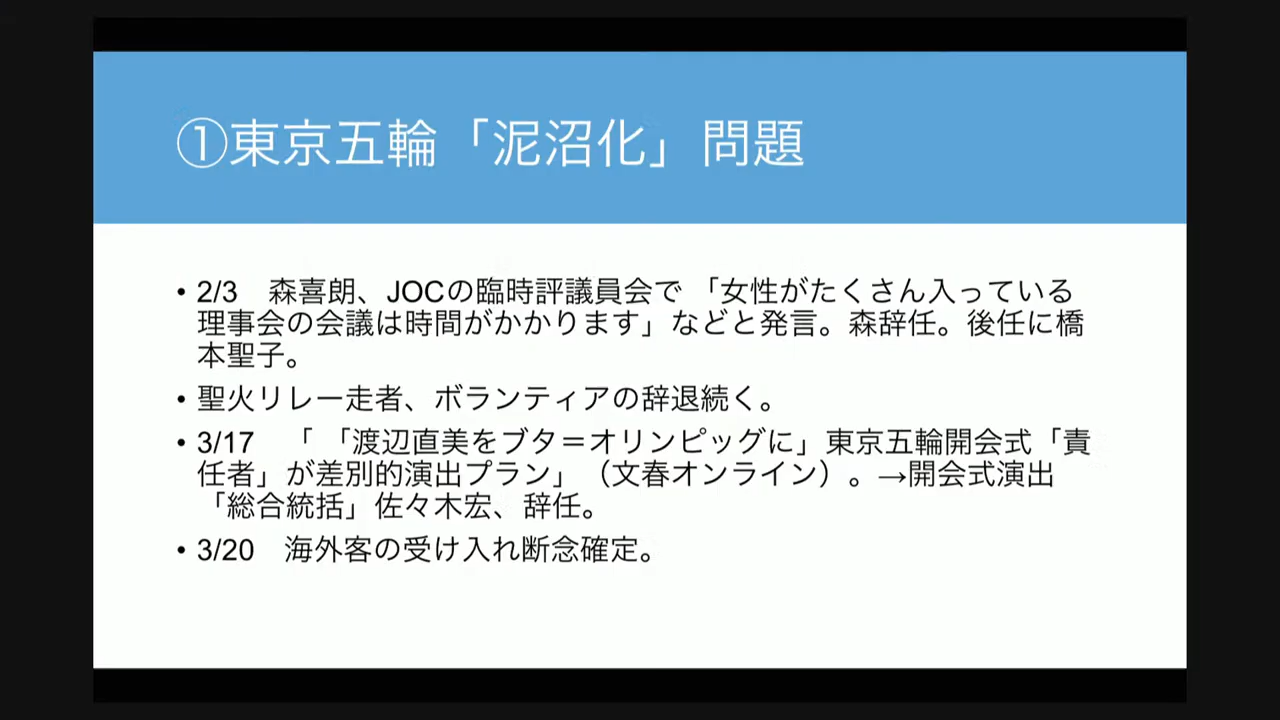 ①東京五輪「泥沼化」問題
• 2/3　森喜朗、JOCの臨時評議員会で 「女性がたくさん入っている
理事会の会議は時間がかかります」などと発言。森辞任。後任に橋
本聖子。
• 聖火リレー走者、ボランティアの辞退続く。
• 3/17　「 「渡辺直美をブタ＝オリンピッグに」東京五輪開会式「責
任者」が差別的演出プラン」（文春オンライン）。→開会式演出
「総合統括」佐々木宏、辞任。
• 3/20　海外客の受け入れ断念確定。